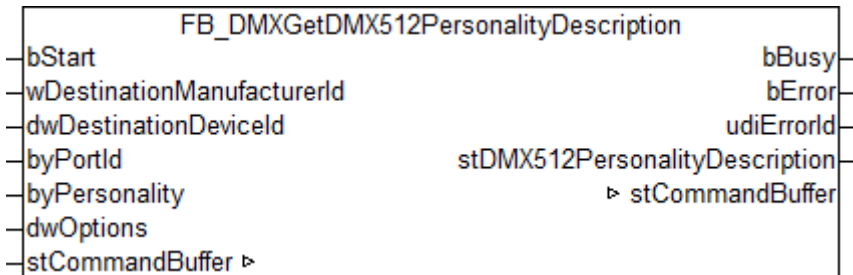 FB_DMXGetDMX512PersonalityDescription
bStart bBusy
wDestinationManufacturerId bError
dwDestinationDeviceId udiErrorId
byPortId stDMX512PersonalityDescription
byPersonality ▹ stCommandBuffer
dwOptions
stCommandBuffer ▹